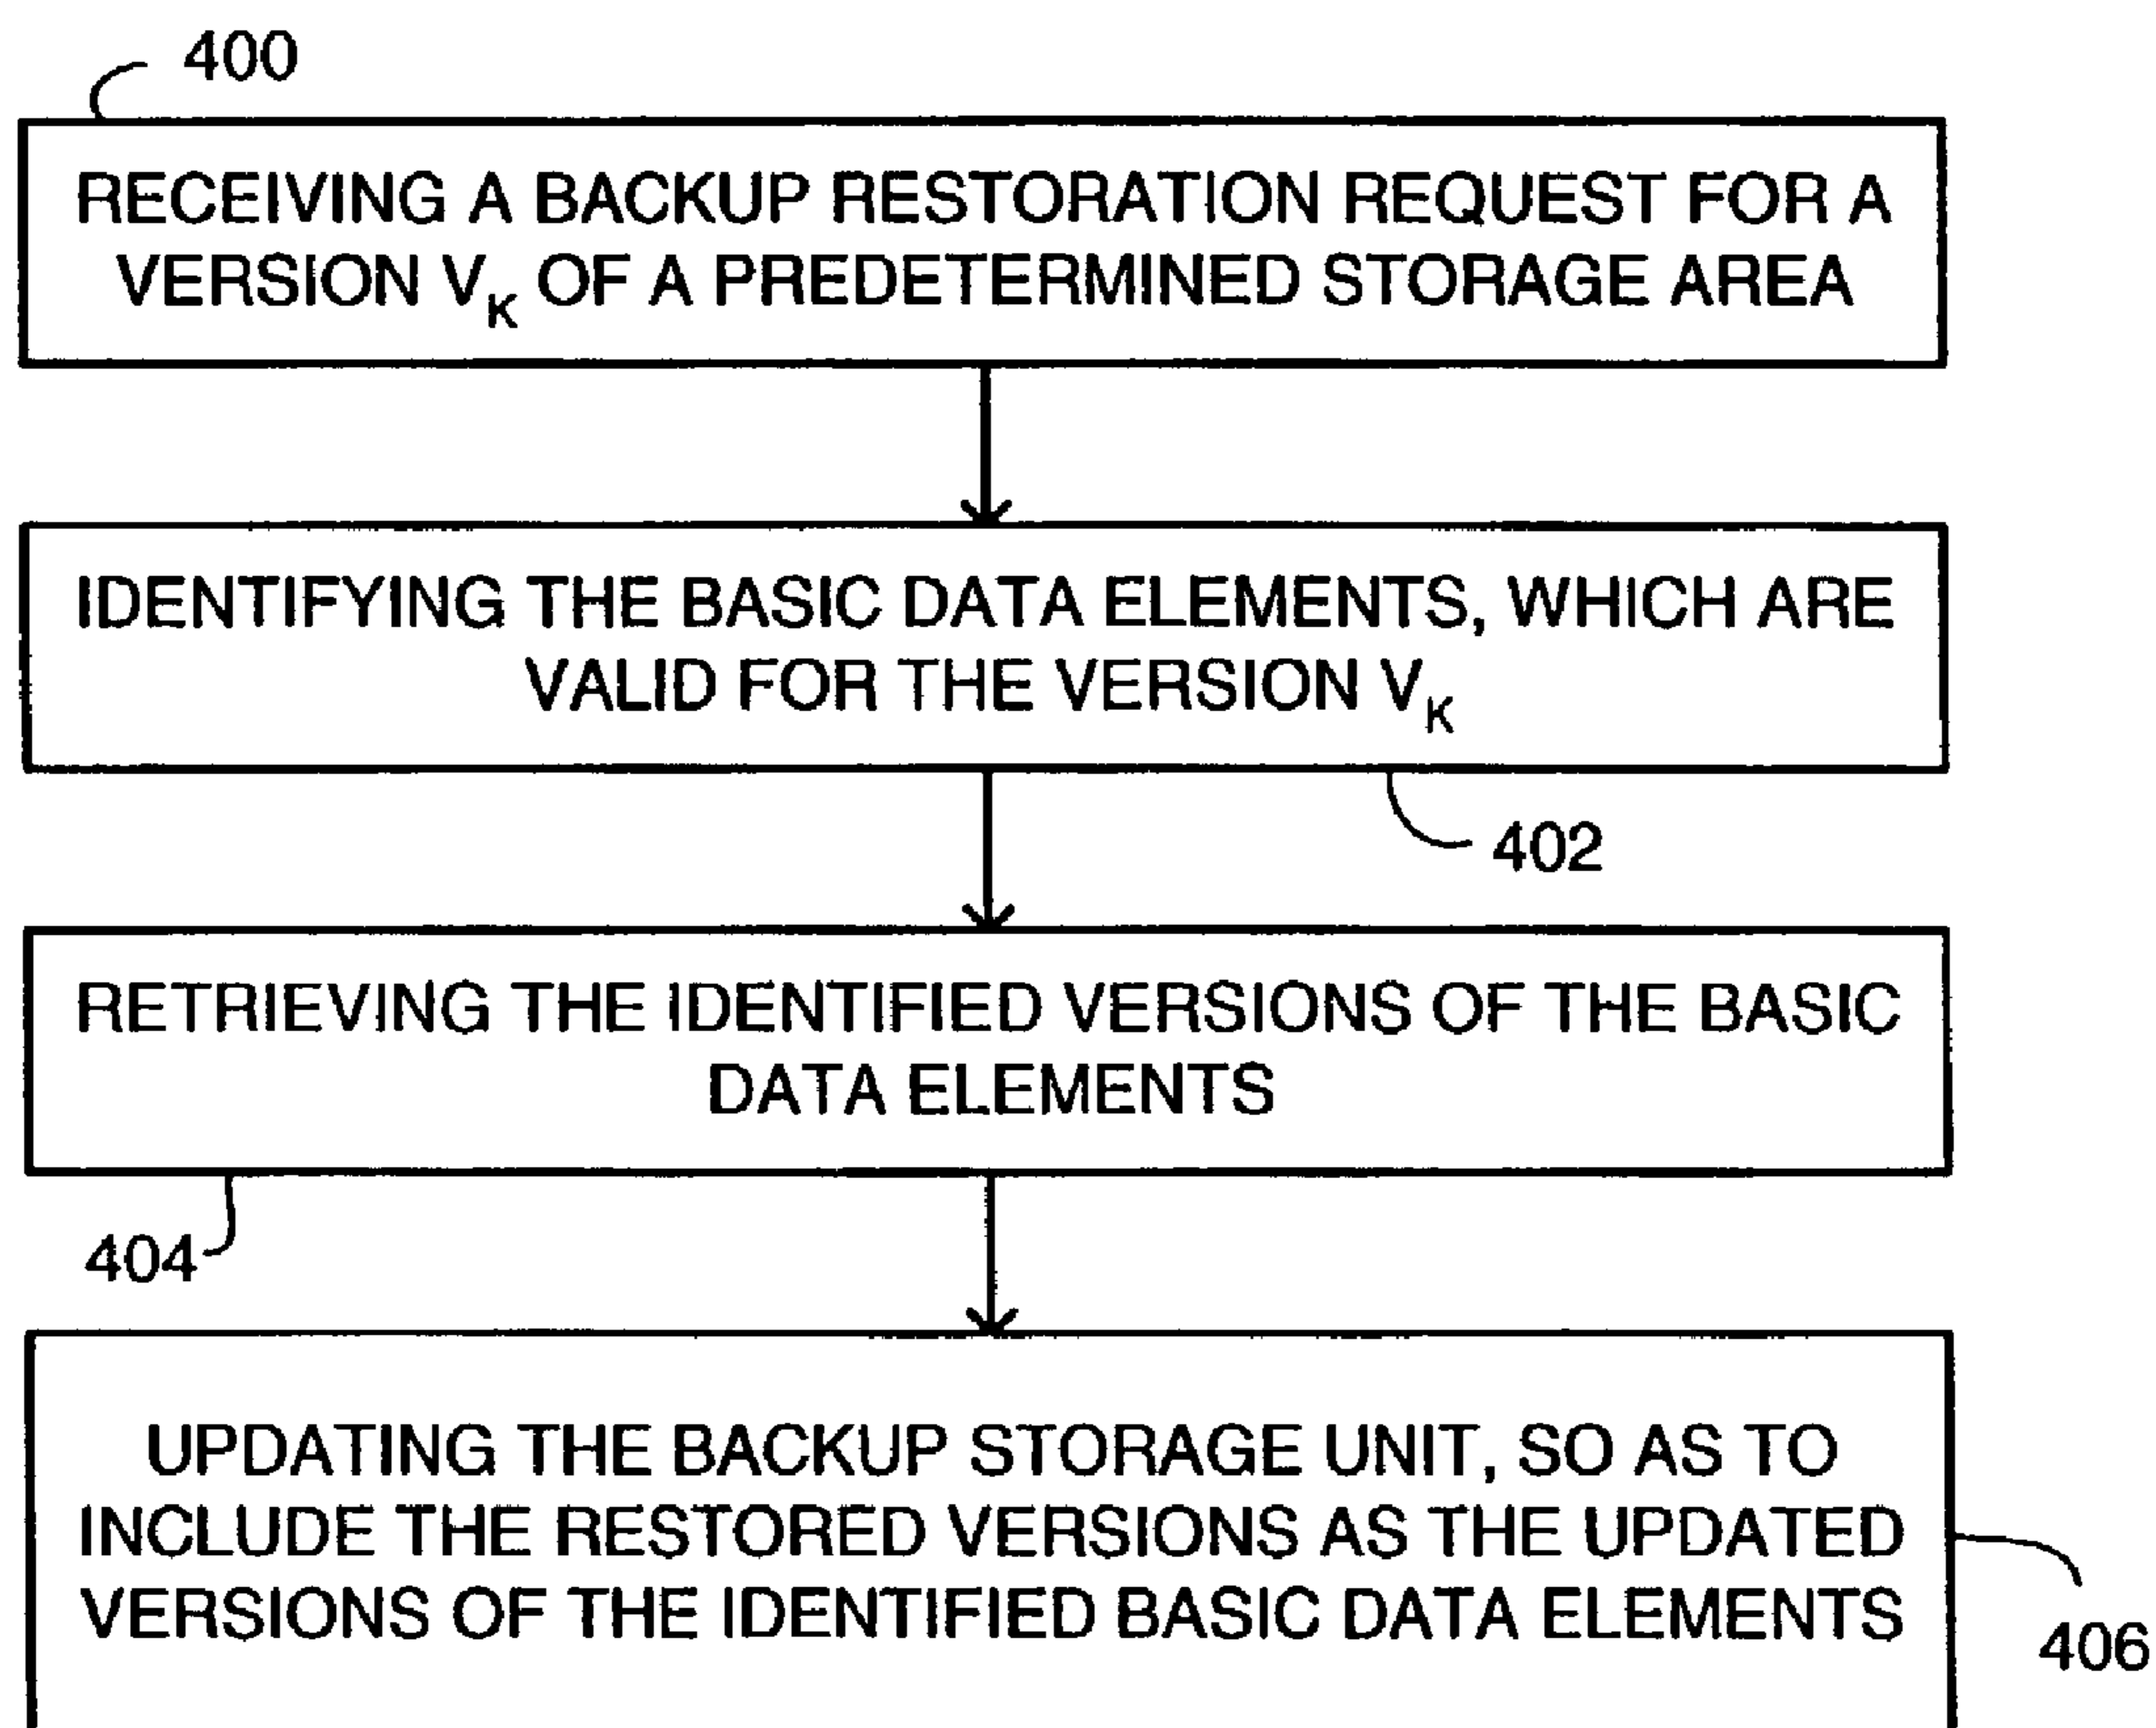 400
RECEIVING A BACKUP RESTORATION REQUEST FOR A
VERSION V_K OF A PREDETERMINED STORAGE AREA
IDENTIFYING THE BASIC DATA ELEMENTS, WHICH ARE
VALID FOR THE VERSION V_K
402
RETRIEVING THE IDENTIFIED VERSIONS OF THE BASIC
DATA ELEMENTS
404
UPDATING THE BACKUP STORAGE UNIT, SO AS TO
INCLUDE THE RESTORED VERSIONS AS THE UPDATED
VERSIONS OF THE IDENTIFIED BASIC DATA ELEMENTS
406